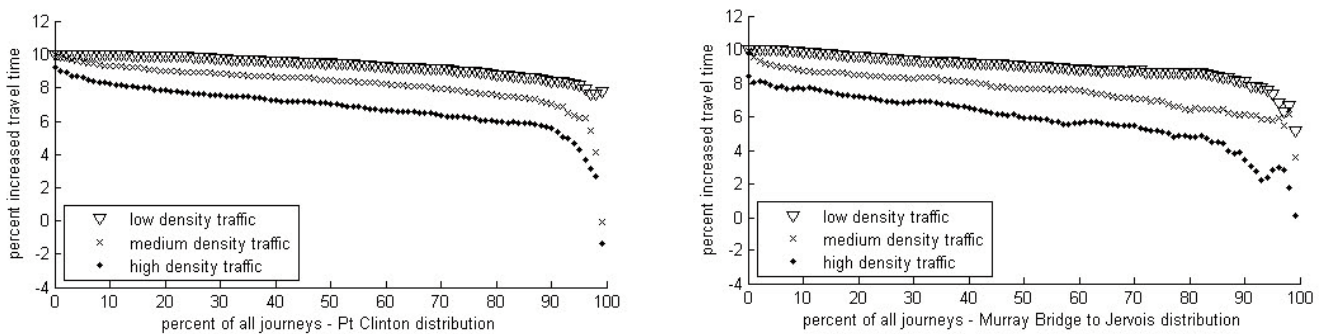 12
10
8
6
4
2
0
-2
-4
percent increased travel time
low density traffic
medium density traffic
high density traffic
0 10 20 30 40 50 60 70 80 90 100
percent of all journeys - Pt Clinton distribution
12
10
8
6
4
2
0
-2
-4
percent increased travel time
low density traffic
medium density traffic
high density traffic
0 10 20 30 40 50 60 70 80 90 100
percent of all journeys - Murray Bridge to Jervois distribution